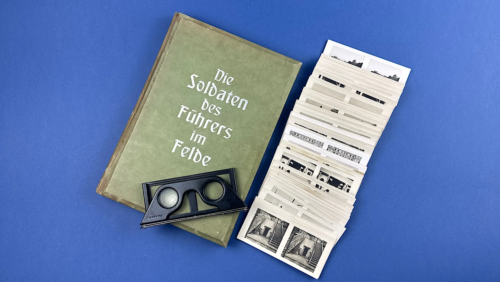 Die
Soldaten
des
Führers
im
Felde